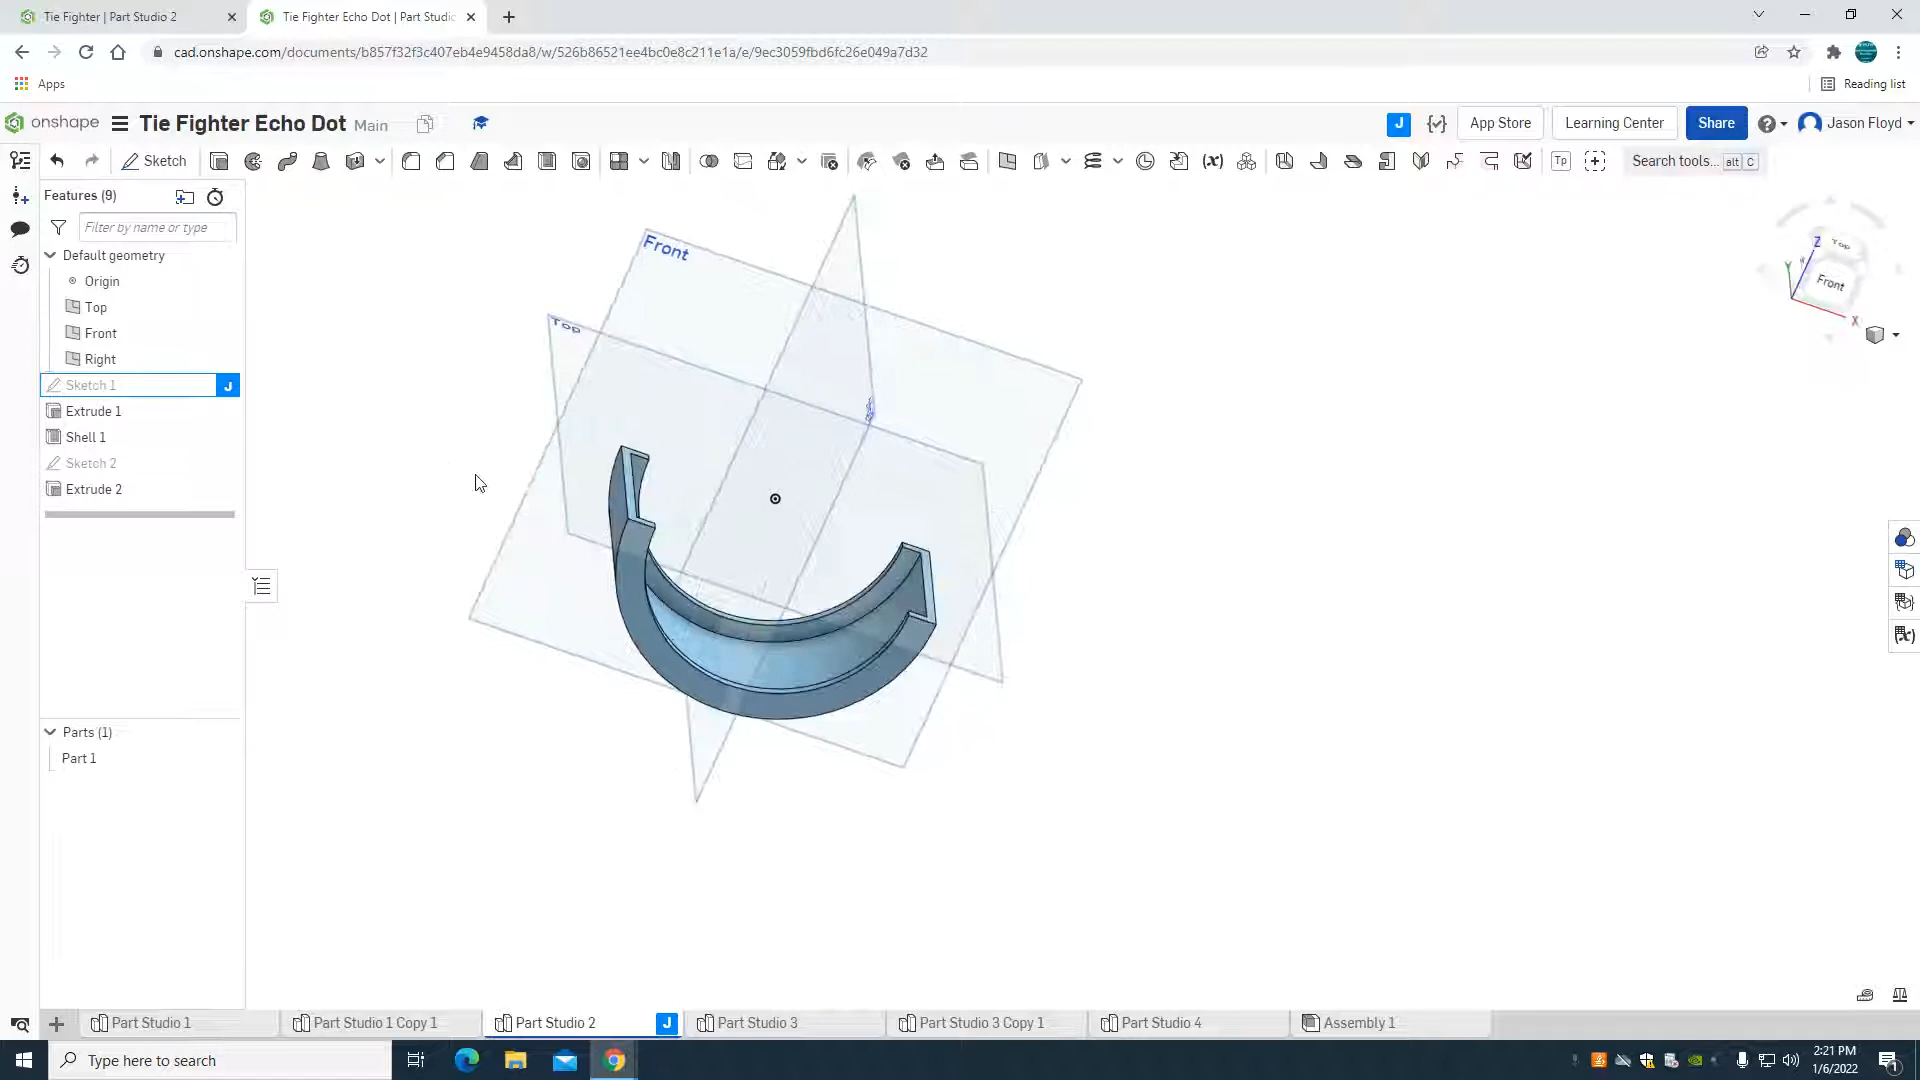 Tie Fighter | Part Studio 2
Tie Fighter Echo Dot | Part Studio
cad.onshape.com/documents/b857f32f3c407eb4e9458da8/w/526b86521ee4bc0e8c211e1a/e/9ec3059fbd6fc26e049a7d32
Apps
Reading list
onshape
Tie Fighter Echo Dot
Main
J
App Store
Learning Center
Share
Jason Floyd
Sketch
(x)
Tp
Search tools...
alt
C
Features (9)
Filter by name or type
Default geometry
Origin
Top
Front
Right
Sketch 1
J
Extrude 1
Shell 1
Sketch 2
Extrude 2
Parts (1)
Part 1
Front
Top
Z
Y
X
Top
Front
Part Studio 1
Part Studio 1 Copy 1
Part Studio 2
J
Part Studio 3
Part Studio 3 Copy 1
Part Studio 4
Assembly 1
Type here to search
2:21 PM
1/6/2022
1